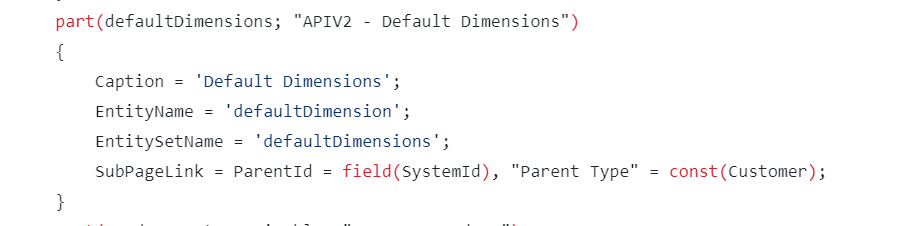 part(defaultDimensions; "APIV2 - Default Dimensions")
{
Caption = 'Default Dimensions';
EntityName = 'defaultDimension';
EntitySetName = 'defaultDimensions';
SubPageLink = ParentId = field(SystemId), "Parent Type" = const(Customer);
}